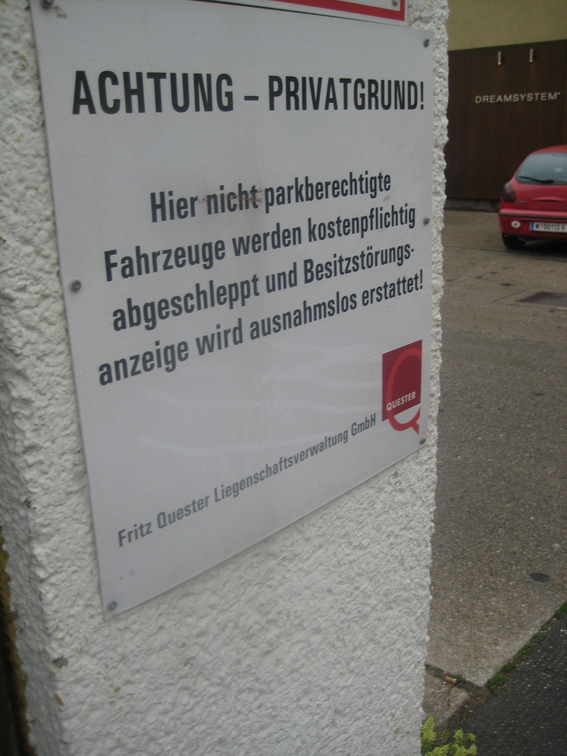 ACHTUNG – PRIVATGRUND!
Hier nicht parkberechtigte
Fahrzeuge werden kostenpflichtig
abgeschleppt und Besitzstörungs-
anzeige wird ausnahmslos erstattet!
QUESTER
Fritz Quester Liegenschaftsverwaltung GmbH
DREAMSYSTEM